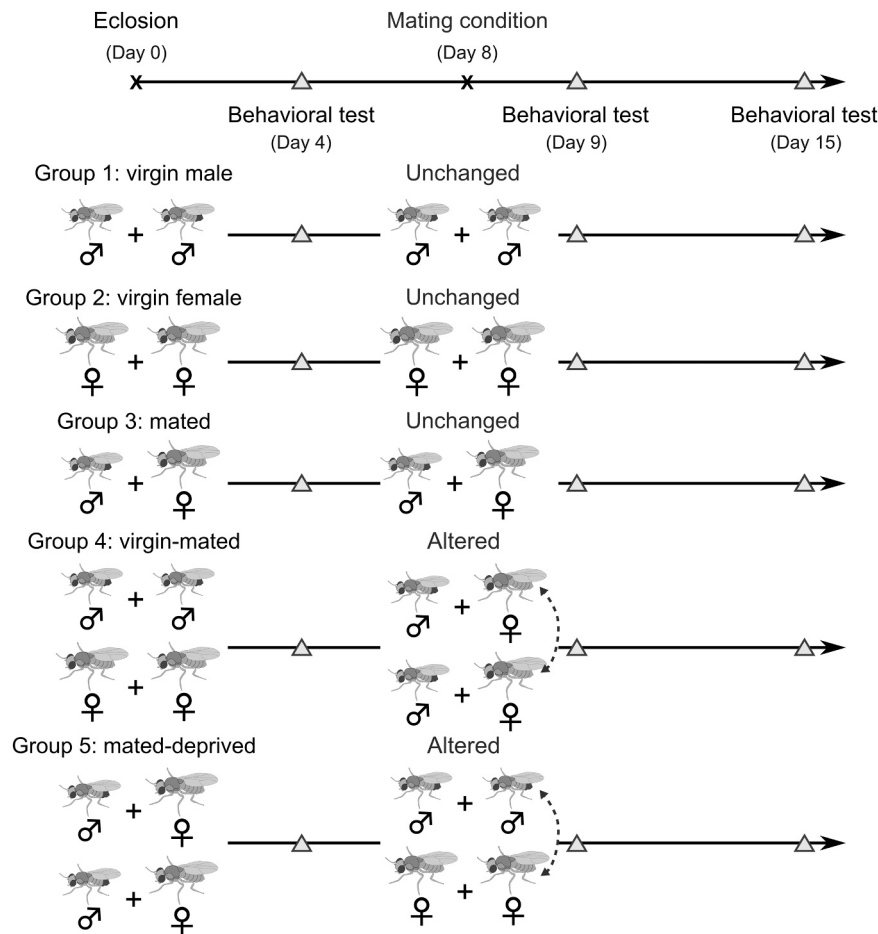 Eclosion
(Day 0)
Mating condition
(Day 8)
x
x
Behavioral test
(Day 4)
Behavioral test
(Day 9)
Behavioral test
(Day 15)
Group 1: virgin male
Unchanged
♂ + ♂
♂ + ♂
Group 2: virgin female
Unchanged
♀ + ♀
♀ + ♀
Group 3: mated
Unchanged
♂ + ♀
♂ + ♀
Group 4: virgin-mated
Altered
♂ + ♂
♂ + ♀
♀ + ♀
♂ + ♀
Group 5: mated-deprived
Altered
♂ + ♀
♂ + ♂
♂ + ♀
♀ + ♀